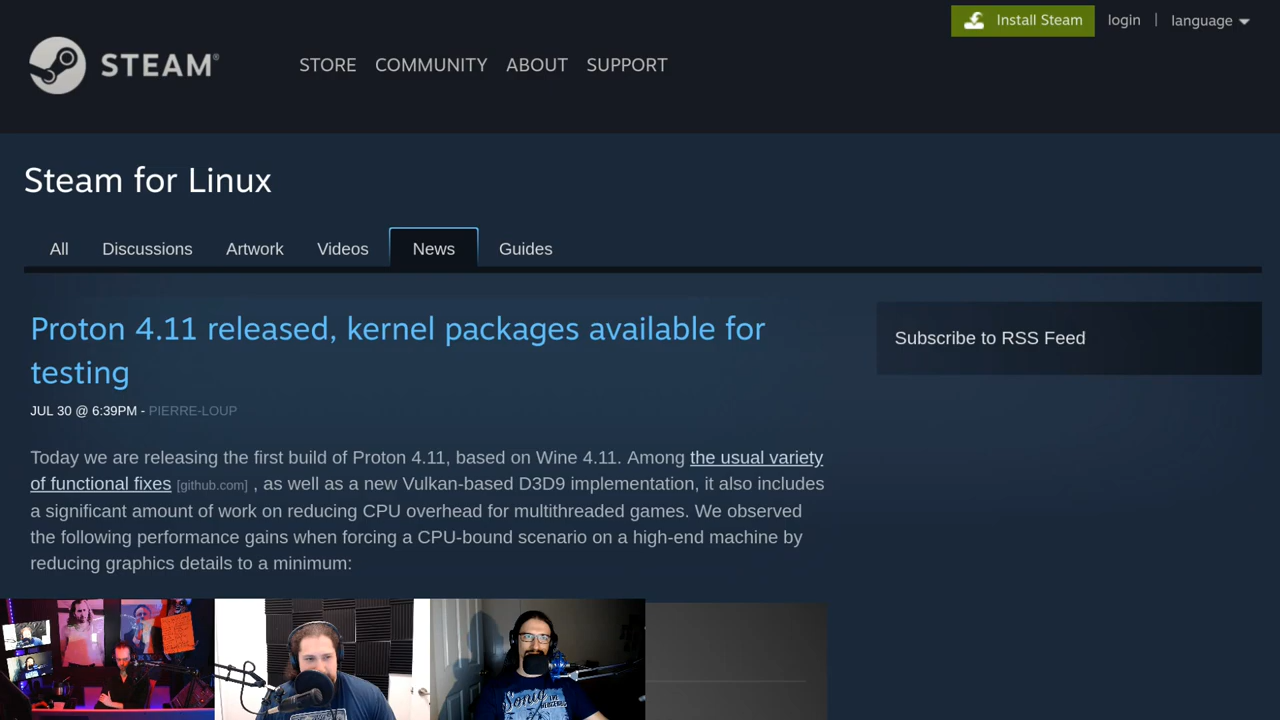 Install Steam
login
|
language
STEAM®
STORE
COMMUNITY
ABOUT
SUPPORT
Steam for Linux
All
Discussions
Artwork
Videos
News
Guides
Proton 4.11 released, kernel packages available for
testing
JUL 30 @ 6:39PM - PIERRE-LOUP
Today we are releasing the first build of Proton 4.11, based on Wine 4.11. Among the usual variety
of functional fixes [github.com] , as well as a new Vulkan-based D3D9 implementation, it also includes
a significant amount of work on reducing CPU overhead for multithreaded games. We observed
the following performance gains when forcing a CPU-bound scenario on a high-end machine by
reducing graphics details to a minimum:
Subscribe to RSS Feed